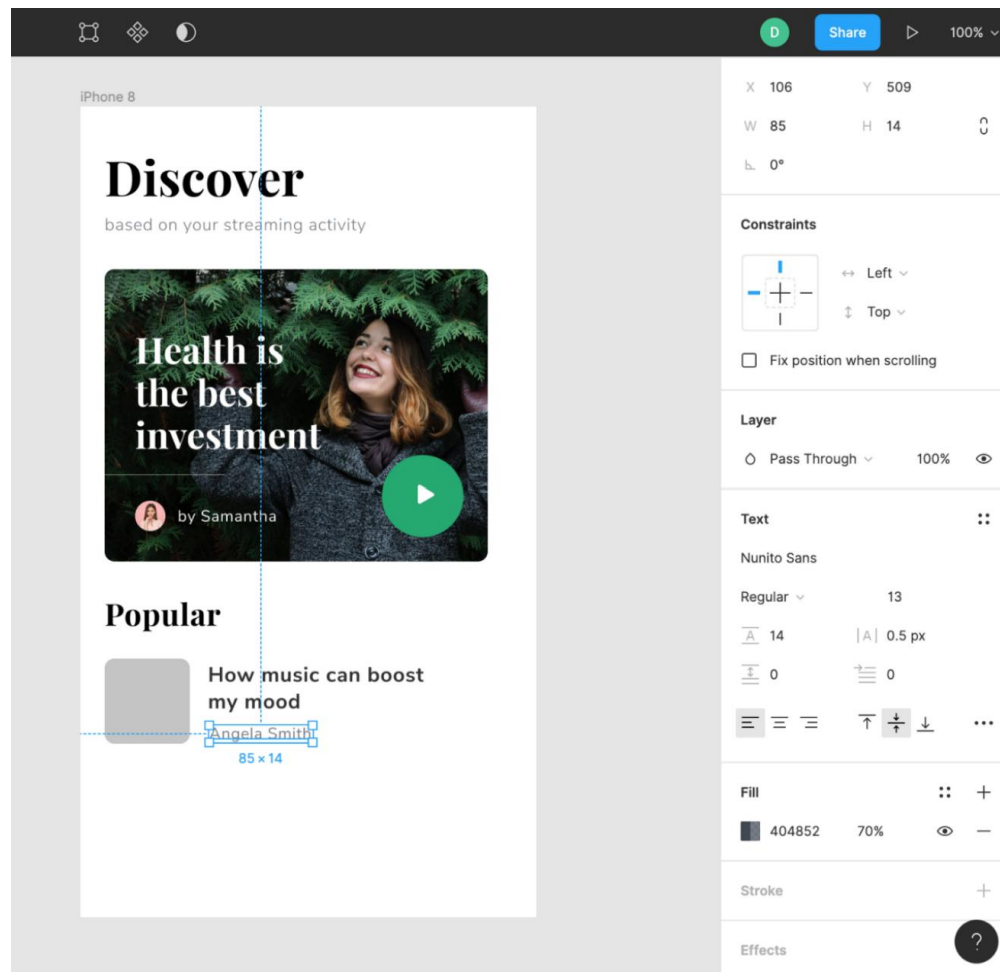 D
Share
100%
iPhone 8
Discover
based on your streaming activity
Health is
the best
investment
by Samantha
Popular
How music can boost
my mood
Angela Smith
85 × 14
X 106 Y 509
W 85 H 14
0°
Constraints
Left
Top
Fix position when scrolling
Layer
Pass Through 100%
Text
Nunito Sans
Regular 13
A 14 |A| 0.5 px
0 0
Fill
404852 70%
Stroke
Effects
?